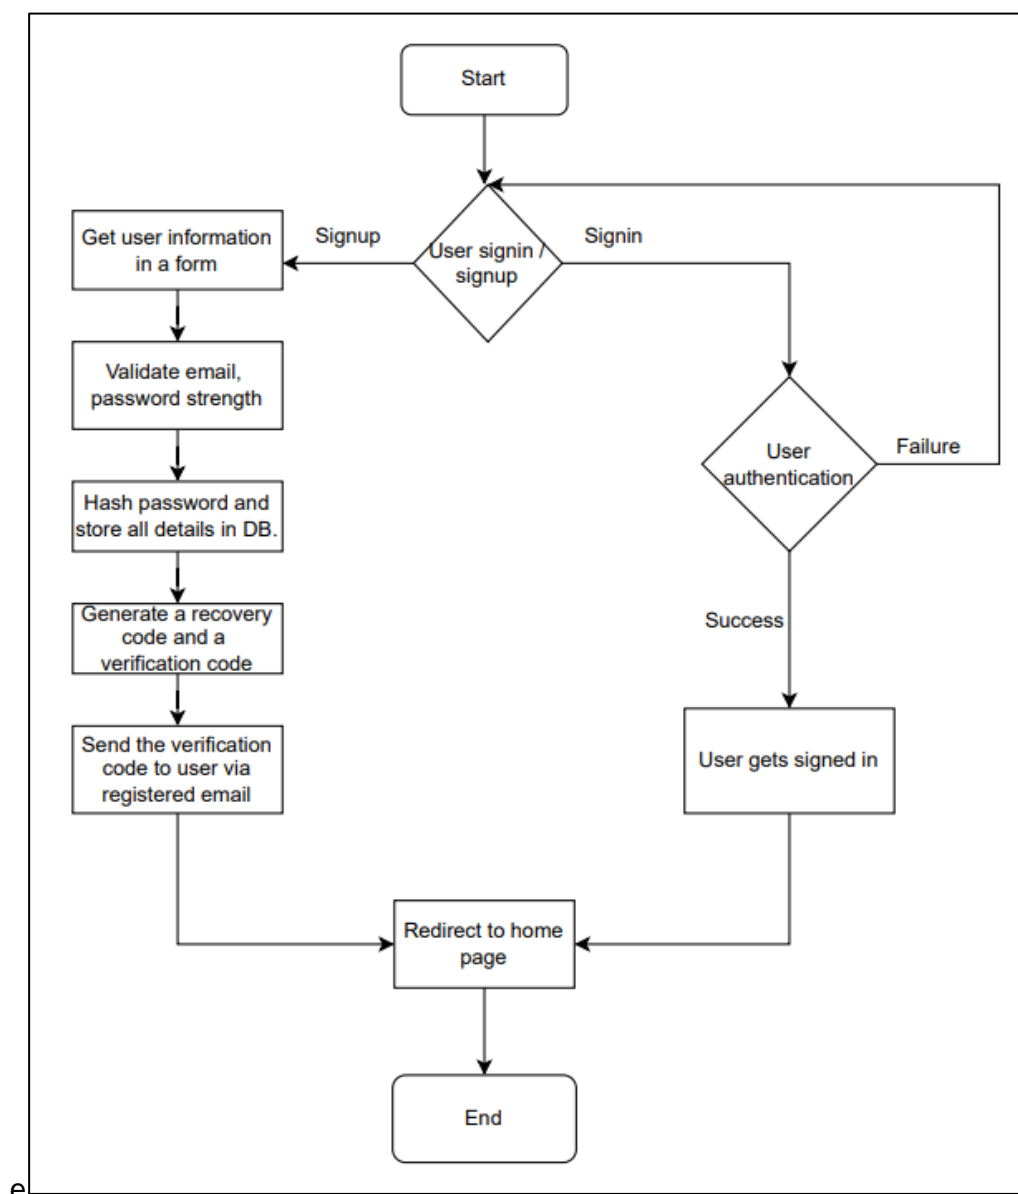 Start
Signup
User signin /
signup
Signin
Get user information
in a form
Validate email,
password strength
User
authentication
Failure
Hash password and
store all details in DB.
Generate a recovery
code and a
verification code
Success
Send the verification
code to user via
registered email
User gets signed in
Redirect to home
page
End
e